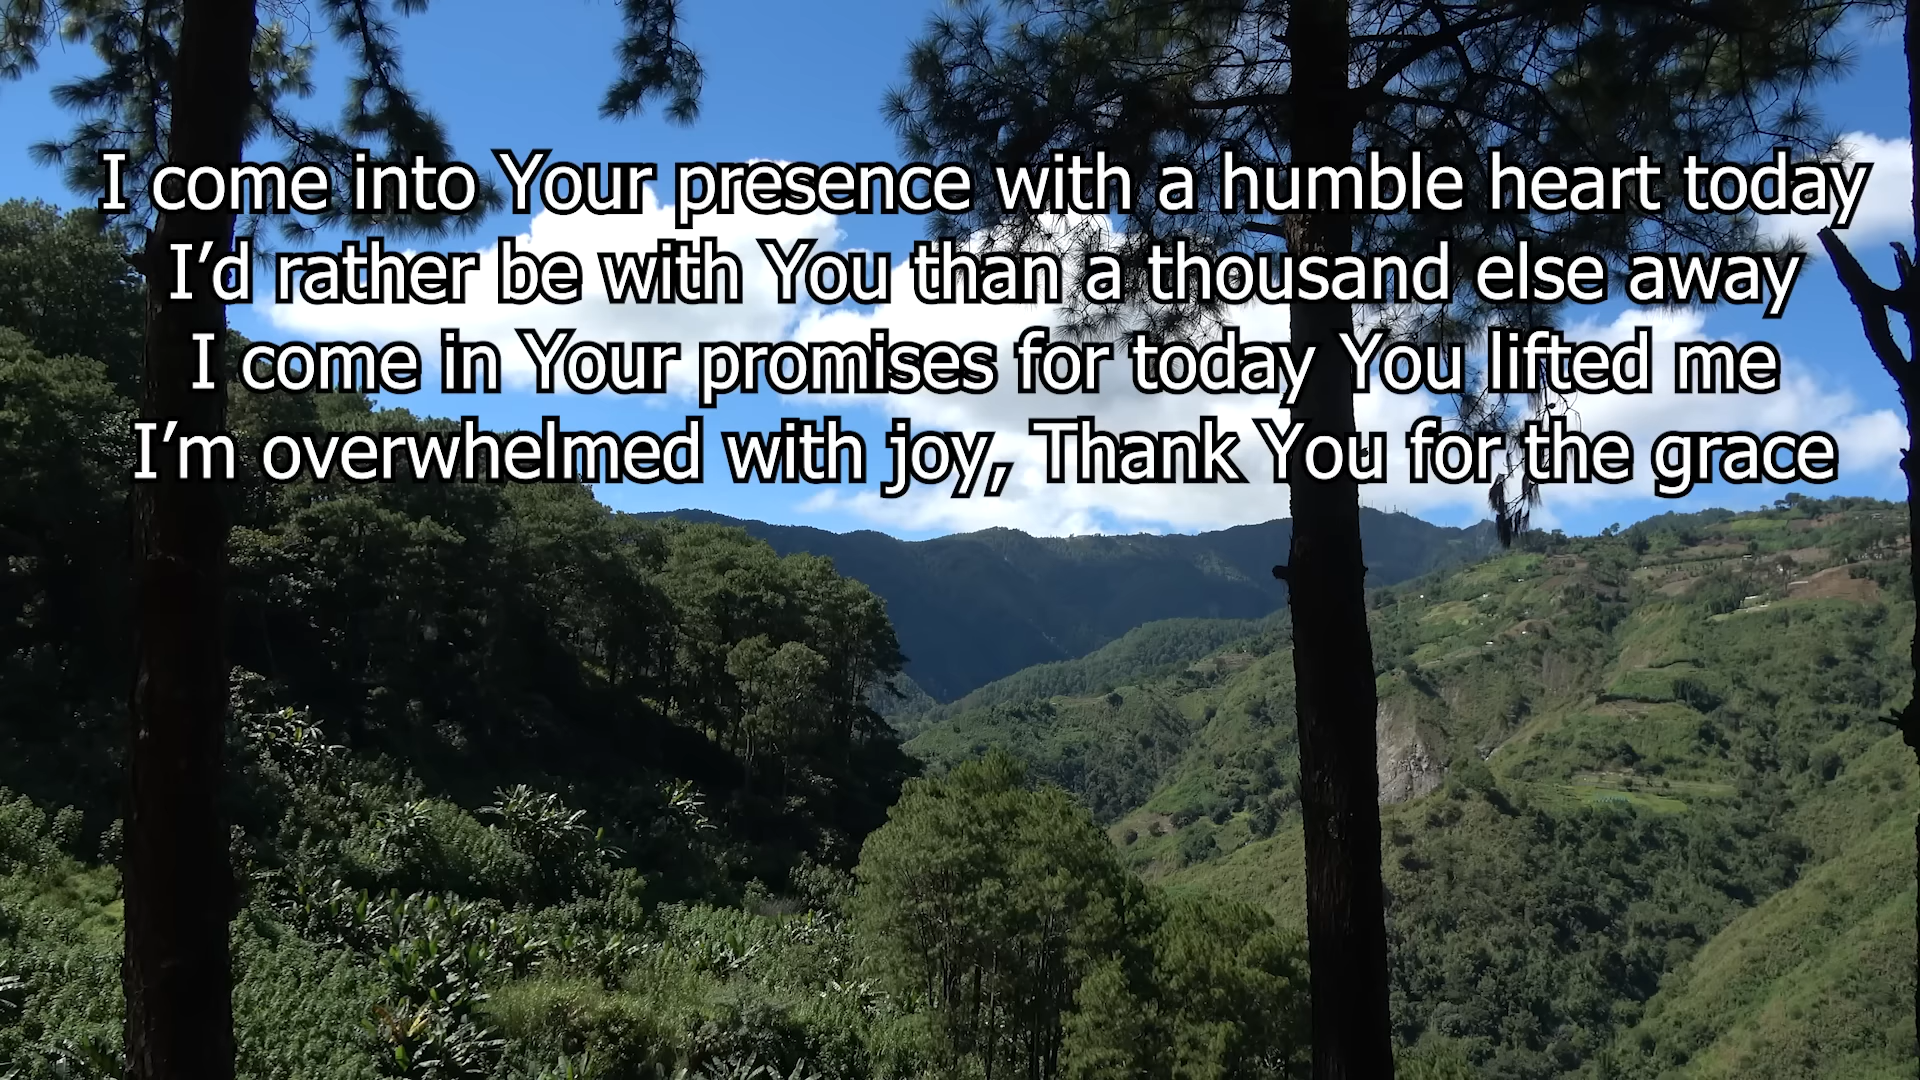 I come into Your presence with a humble heart today
I’d rather be with You than a thousand else away
I come in Your promises for today You lifted me
I’m overwhelmed with joy, Thank You for the grace